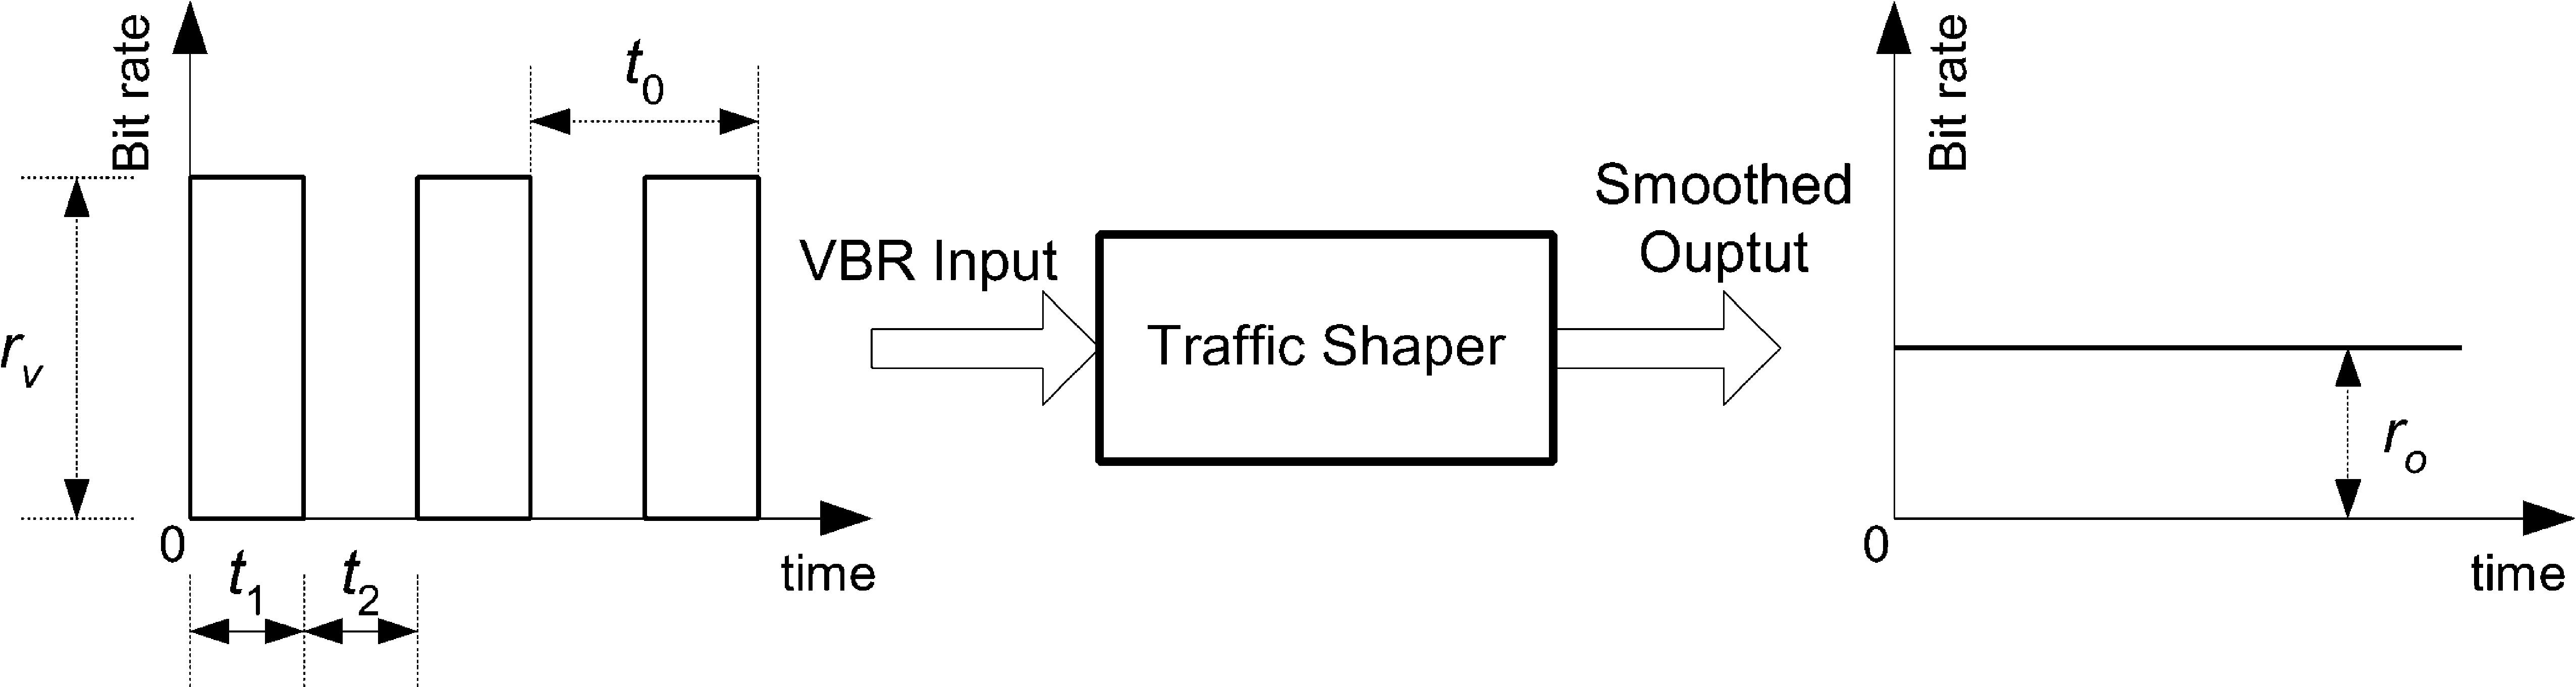 Bit rate
t0
rv
0
t1
t2
time
VBR Input
Traffic Shaper
Smoothed
Ouptut
Bit rate
ro
0
time